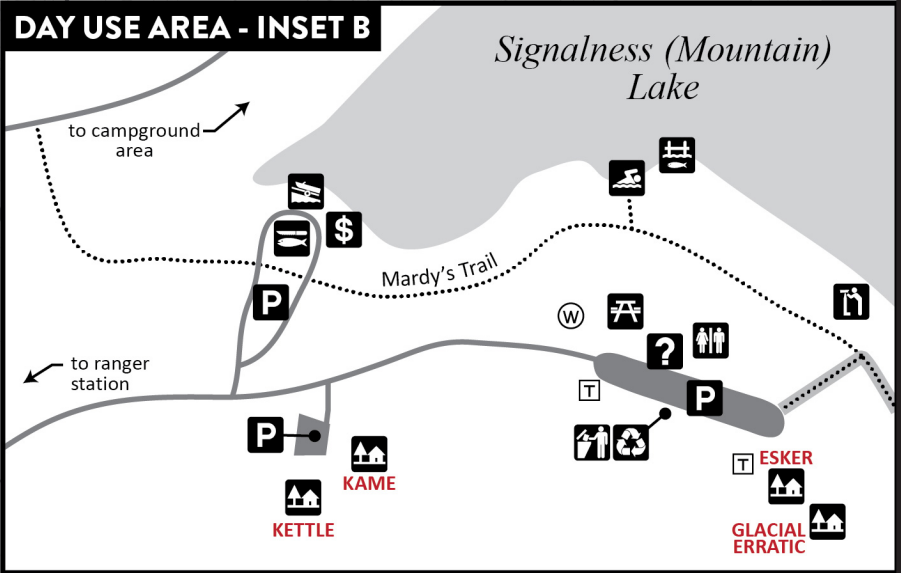 DAY USE AREA - INSET B
Signalness (Mountain)
Lake
to campground
area
$
Mardy's Trail
P
W
?
to ranger
station
T
P
P
KAME
KETTLE
T
ESKER
GLACIAL
ERRATIC